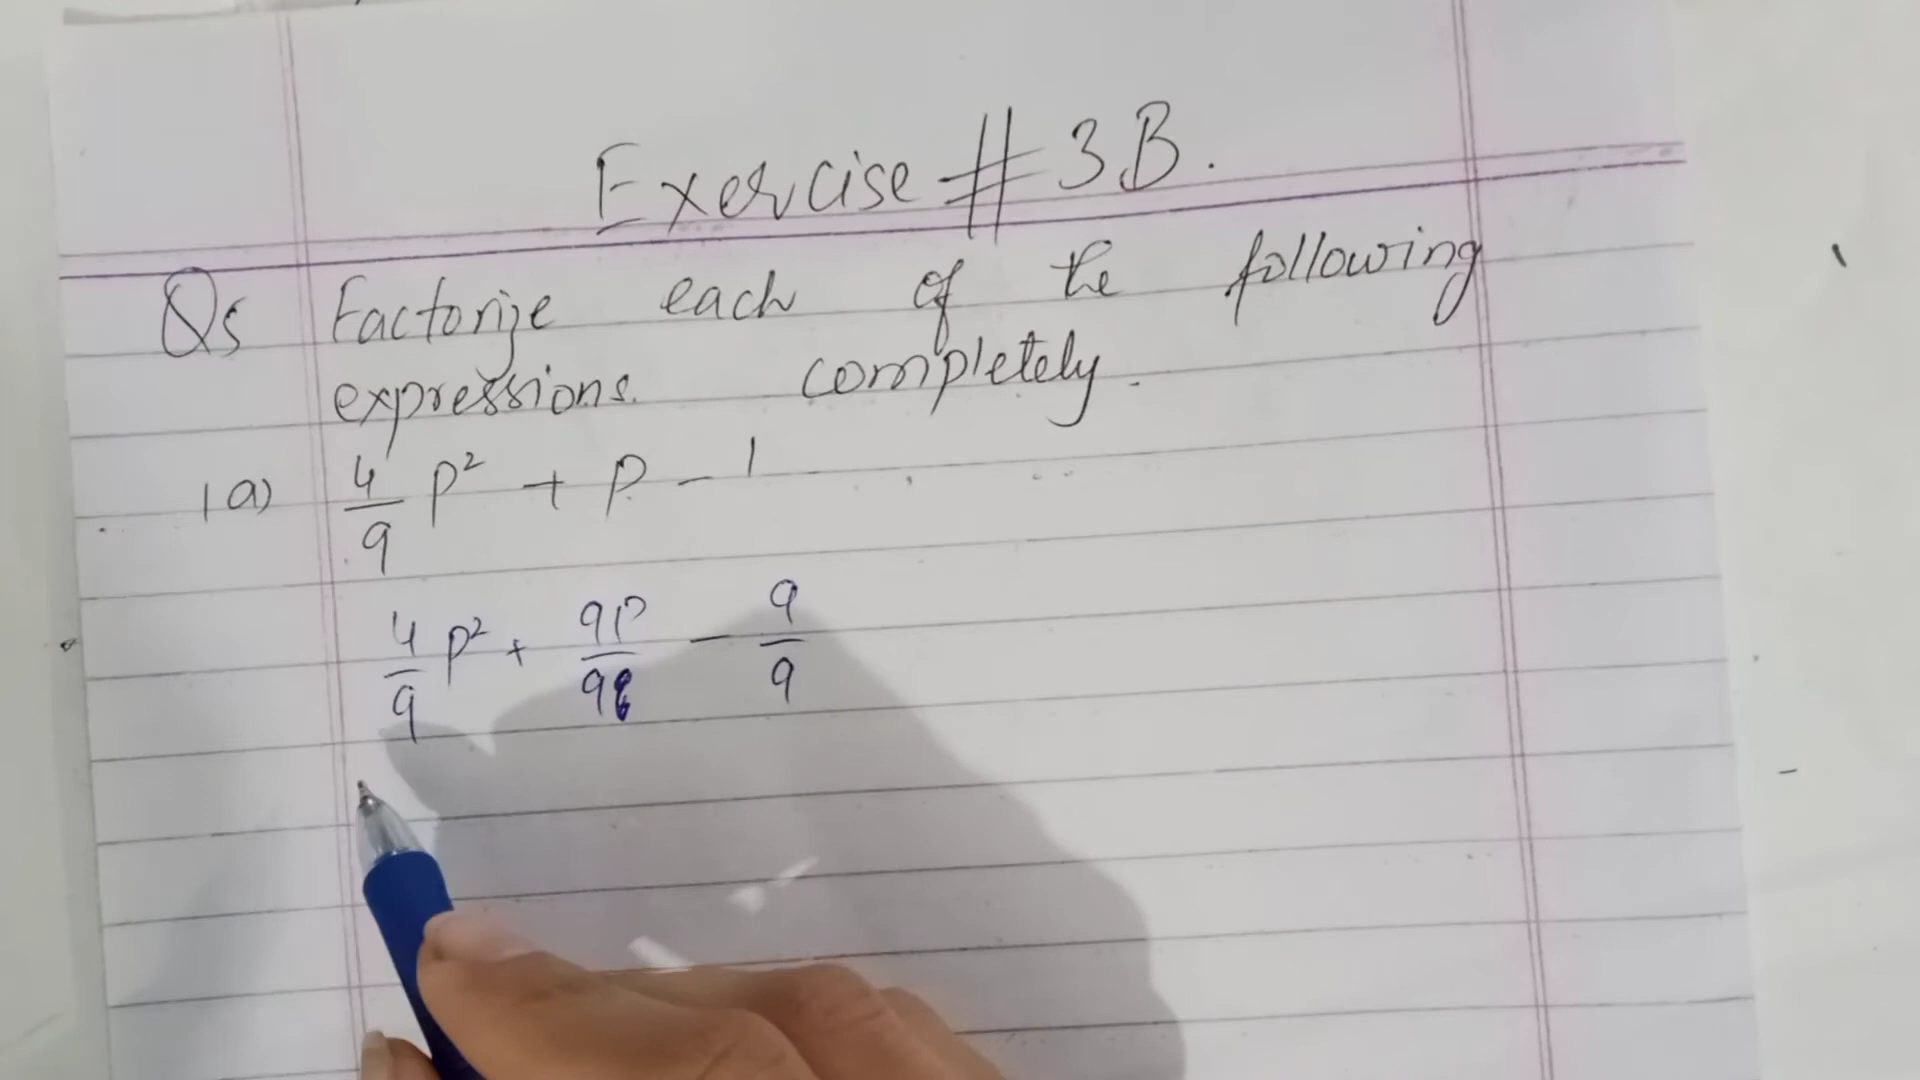 Exercise # 3B.
Qs Factorize each of the following
expressions. completely.
1a) 4/9 p² + p - 1
4/9 p² + 9p/9 - 9/9